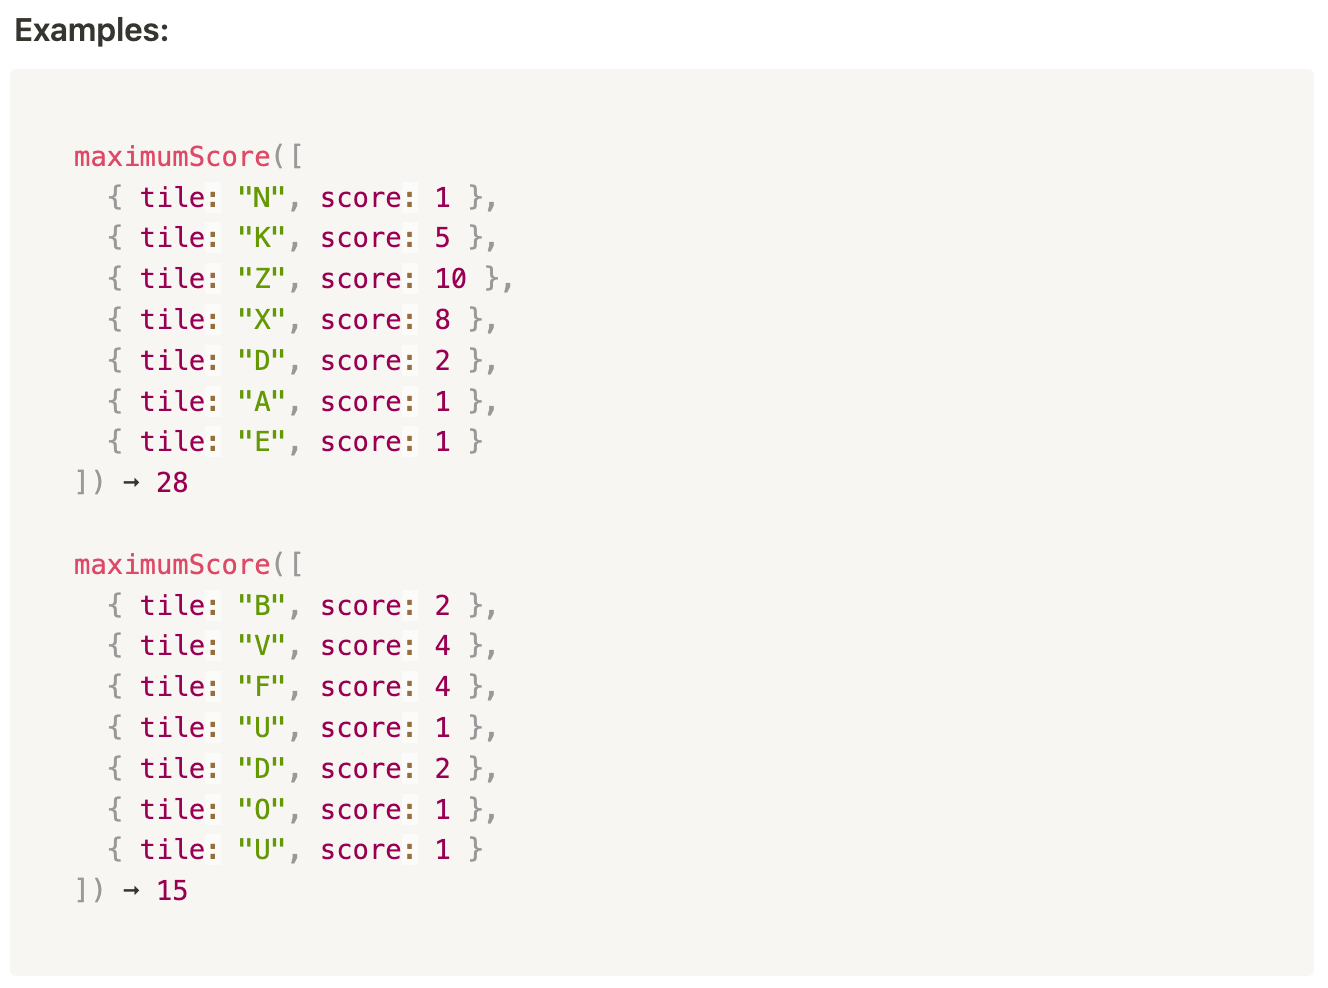 Examples:
maximumScore([
  { tile: "N", score: 1 },
  { tile: "K", score: 5 },
  { tile: "Z", score: 10 },
  { tile: "X", score: 8 },
  { tile: "D", score: 2 },
  { tile: "A", score: 1 },
  { tile: "E", score: 1 }
]) → 28
maximumScore([
  { tile: "B", score: 2 },
  { tile: "V", score: 4 },
  { tile: "F", score: 4 },
  { tile: "U", score: 1 },
  { tile: "D", score: 2 },
  { tile: "O", score: 1 },
  { tile: "U", score: 1 }
]) → 15